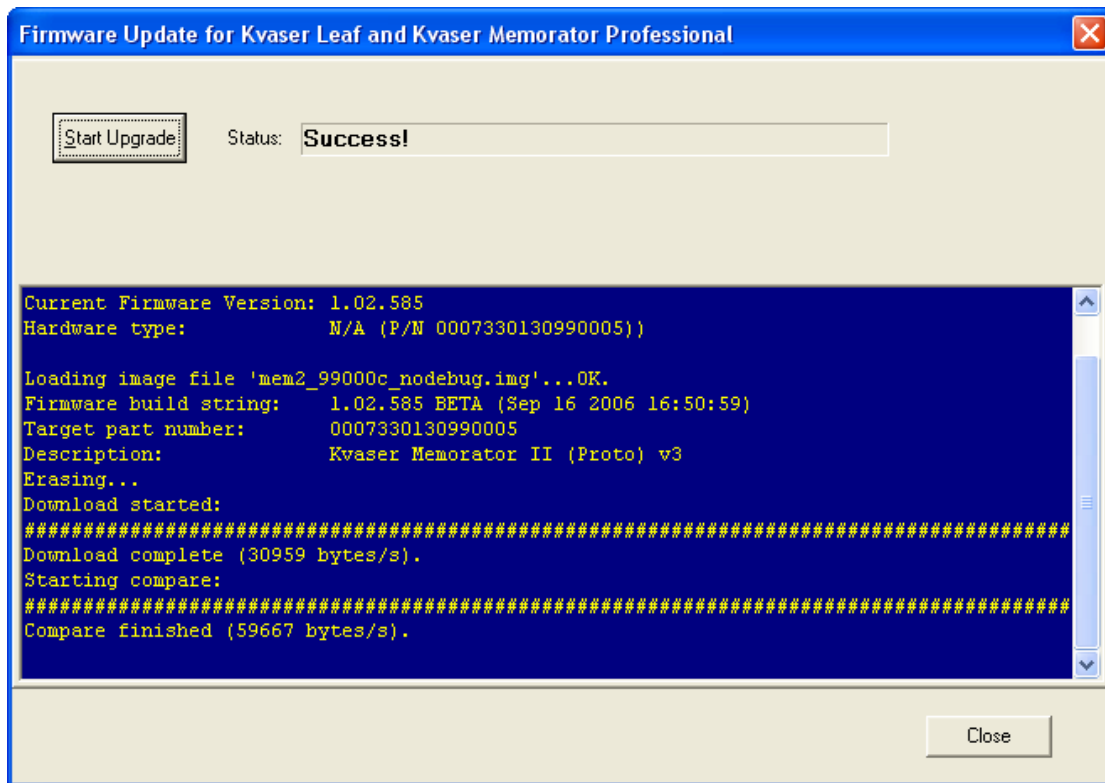 Firmware Update for Kvaser Leaf and Kvaser Memorator Professional
Start Upgrade Status: Success!
Current Firmware Version: 1.02.585
Hardware type: N/A (P/N 0007330130990005))
Loading image file 'mem2_99000c_nodebug.img'...OK.
Firmware build string: 1.02.585 BETA (Sep 16 2006 16:50:59)
Target part number: 0007330130990005
Description: Kvaser Memorator II (Proto) v3
Erasing...
Download started:
#########################################################################################
Download complete (30959 bytes/s).
Starting compare:
#########################################################################################
Compare finished (59667 bytes/s).
Close